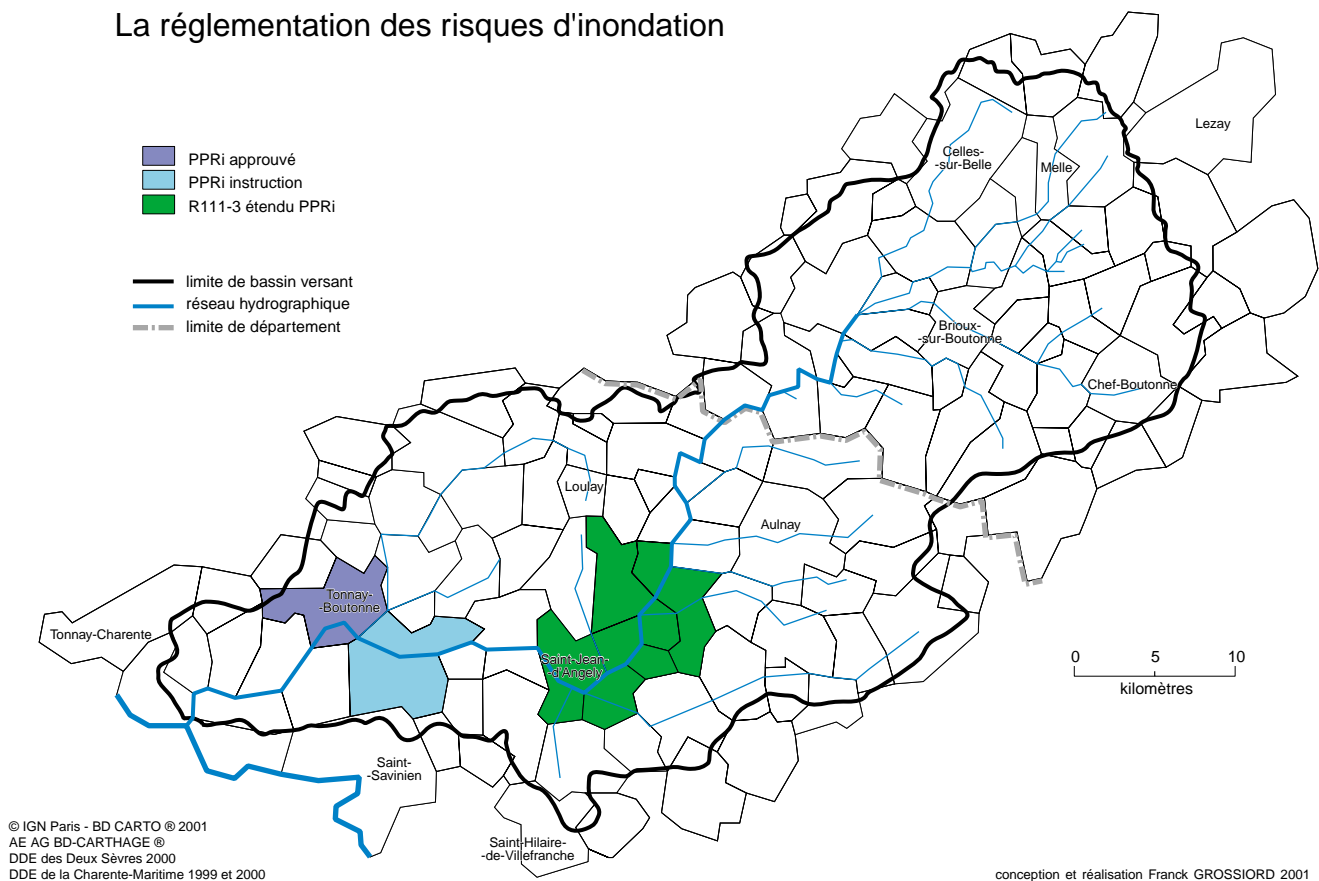 La réglementation des risques d'inondation
PPRi approuvé
PPRi instruction
R111-3 étendu PPRi
limite de bassin versant
réseau hydrographique
limite de département
Lezay
Celles-
-sur-Belle
Melle
Brioux-
-sur-Boutonne
Chef-Boutonne
Loulay
Aulnay
Tonnay-
-Boutonne
Tonnay-Charente
Saint-Jean-
-d'Angely
0 5 10
kilomètres
Saint-
-Savinien
Saint-Hilaire-
-de-Villefranche
© IGN Paris - BD CARTO ® 2001
AE AG BD-CARTHAGE ®
DDE des Deux Sèvres 2000
DDE de la Charente-Maritime 1999 et 2000
conception et réalisation Franck GROSSIORD 2001